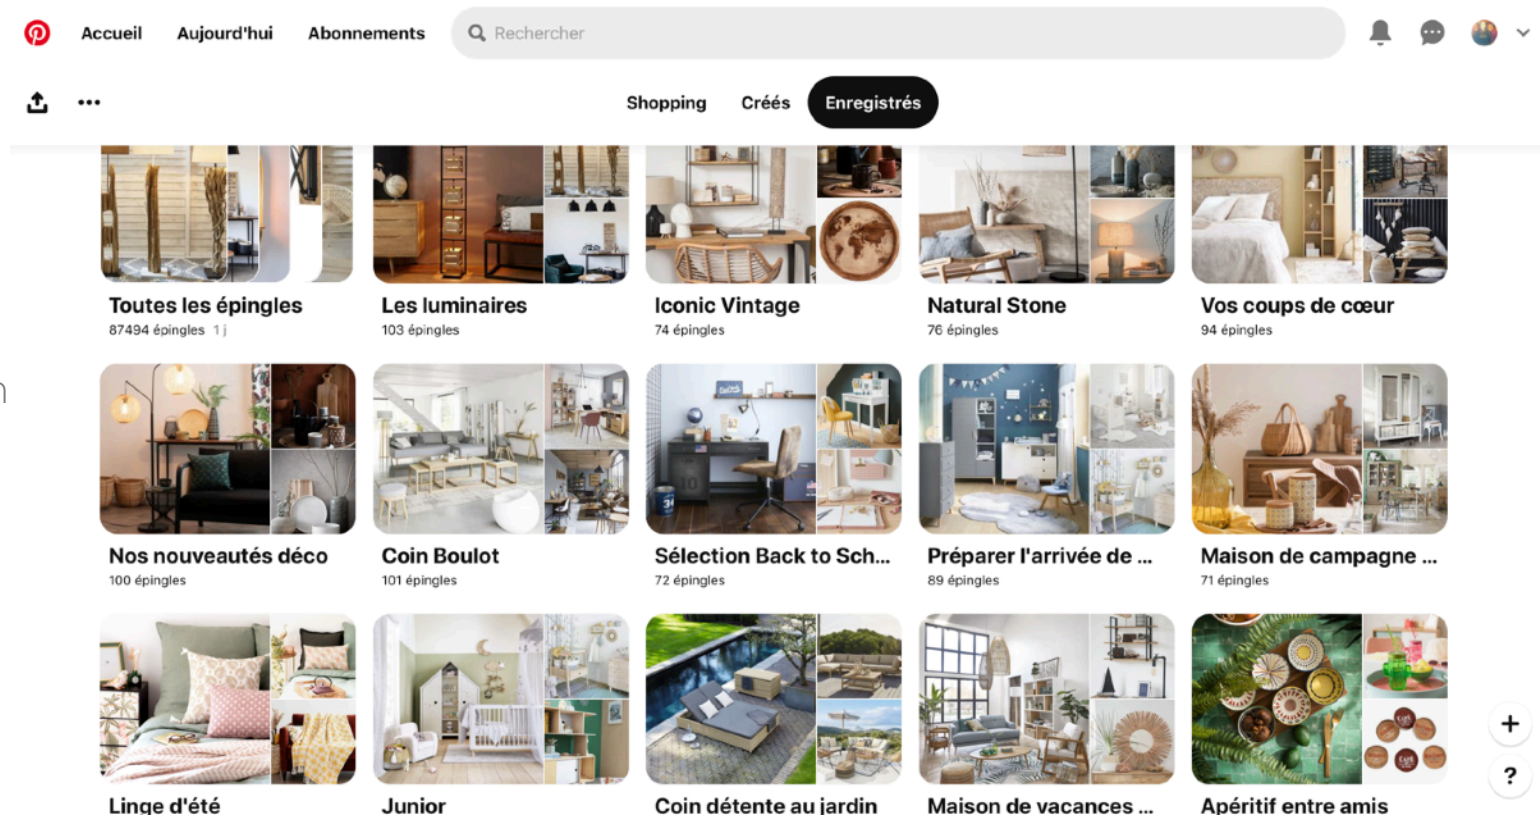 Accueil
Aujourd'hui
Abonnements
Rechercher
Shopping
Créés
Enregistrés
Toutes les épingles
87494 épingles 1 j
Les luminaires
103 épingles
Iconic Vintage
74 épingles
Natural Stone
76 épingles
Vos coups de cœur
94 épingles
n
Nos nouveautés déco
100 épingles
Coin Boulot
101 épingles
Sélection Back to Sch...
72 épingles
Préparer l'arrivée de ...
89 épingles
Maison de campagne ...
71 épingles
Linge d'été
Junior
Coin détente au jardin
Maison de vacances ...
Apéritif entre amis
+
?